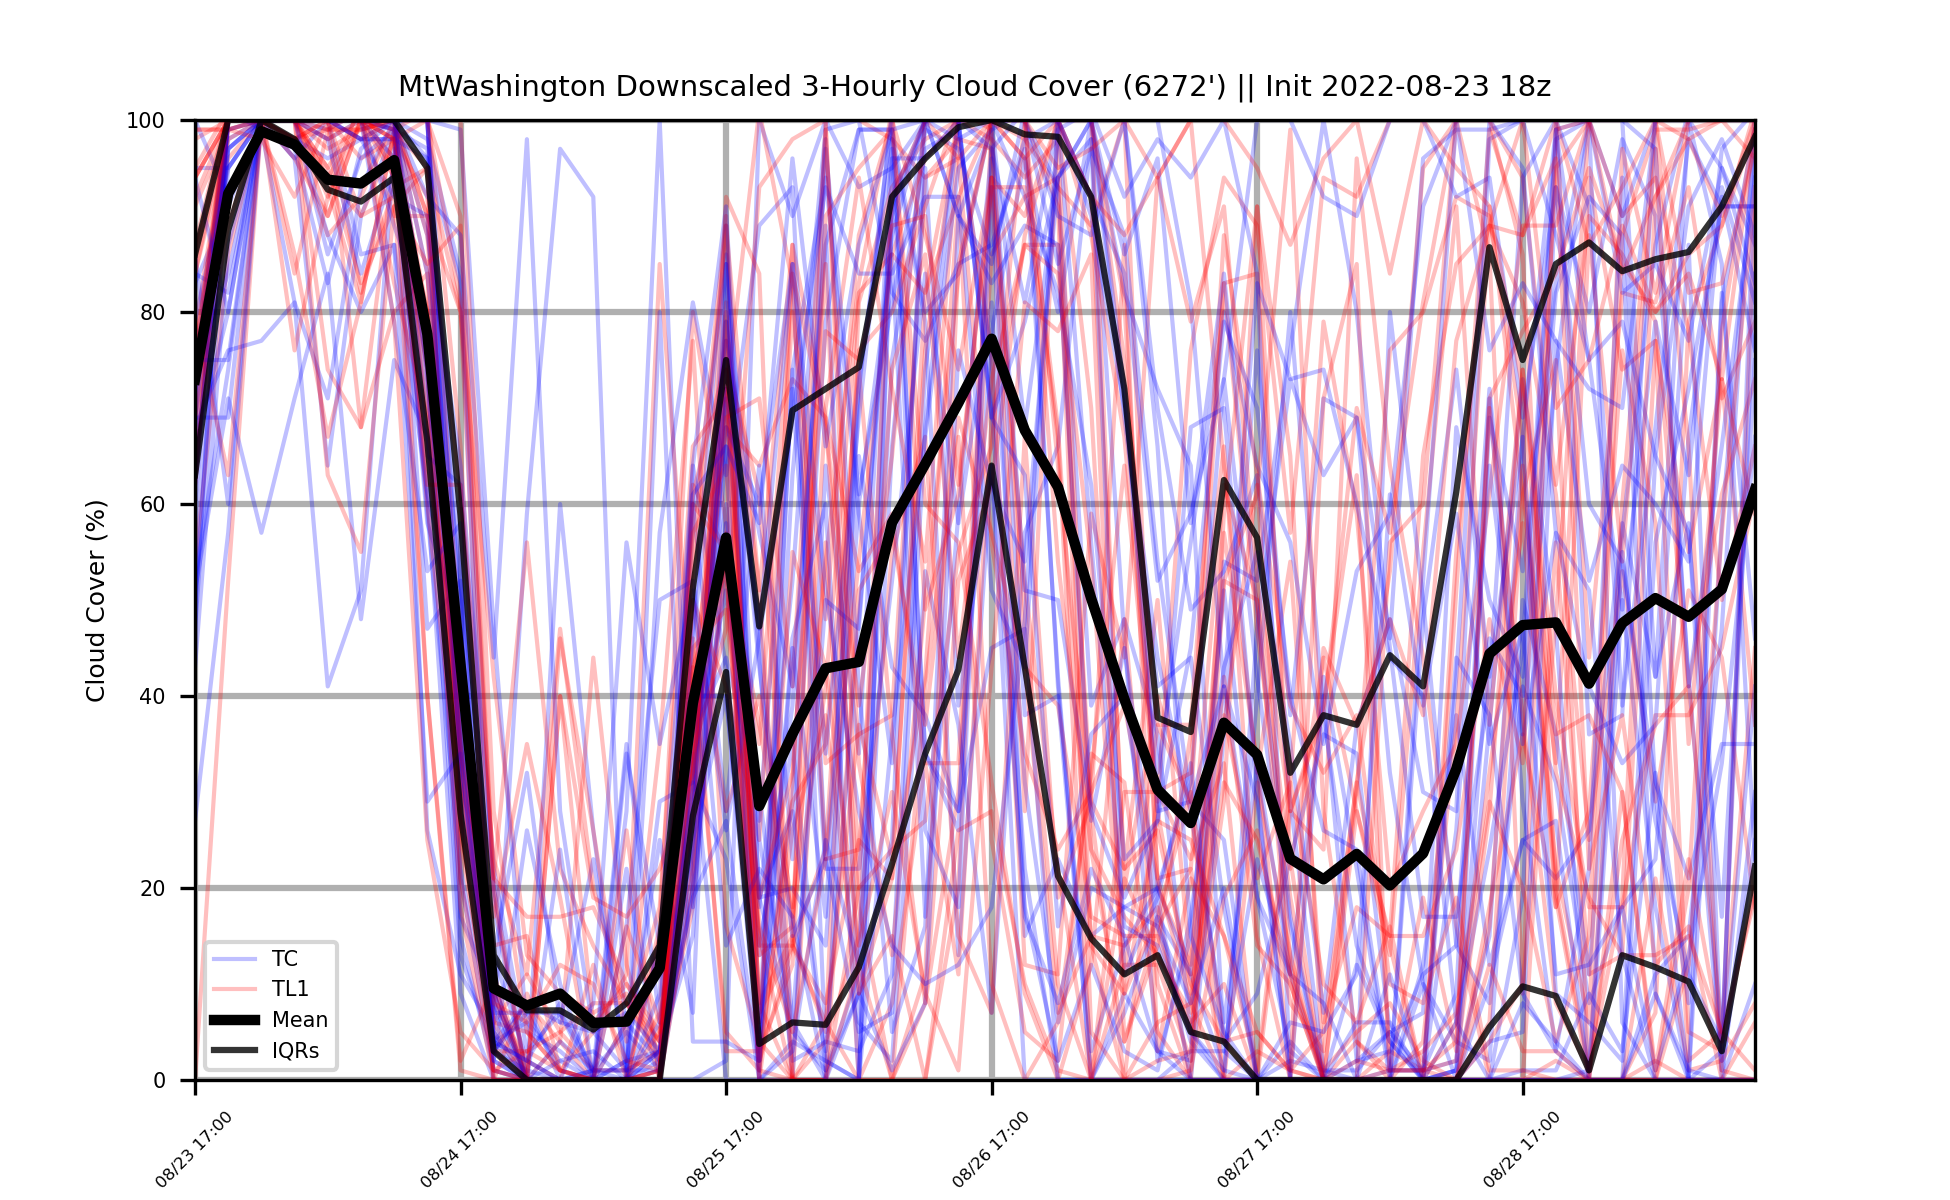 MtWashington Downscaled 3-Hourly Cloud Cover (6272') || Init 2022-08-23 18z
Cloud Cover (%)
100
80
60
40
20
0
TC
TL1
Mean
IQRs
08/23 17:00
08/24 17:00
08/25 17:00
08/26 17:00
08/27 17:00
08/28 17:00